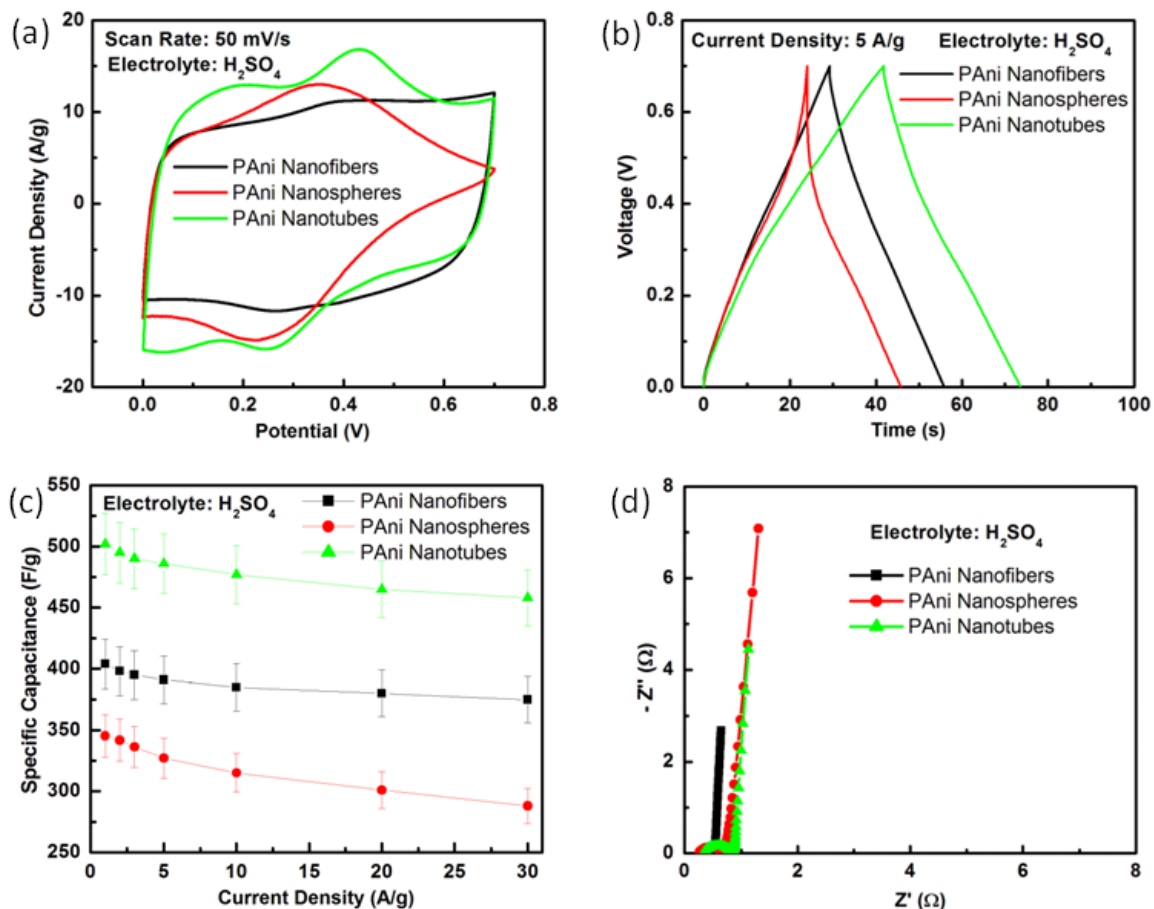 (a)
Scan Rate: 50 mV/s
Electrolyte: H₂SO₄
PAni Nanofibers
PAni Nanospheres
PAni Nanotubes
20
10
0
-10
-20
Current Density (A/g)
0.0 0.2 0.4 0.6 0.8
Potential (V)
(b)
Current Density: 5 A/g Electrolyte: H₂SO₄
PAni Nanofibers
PAni Nanospheres
PAni Nanotubes
0.8
0.6
0.4
0.2
0.0
Voltage (V)
0 20 40 60 80 100
Time (s)
(c)
Electrolyte: H₂SO₄
PAni Nanofibers
PAni Nanospheres
PAni Nanotubes
550
500
450
400
350
300
250
Specific Capacitance (F/g)
0 5 10 15 20 25 30
Current Density (A/g)
(d)
Electrolyte: H₂SO₄
PAni Nanofibers
PAni Nanospheres
PAni Nanotubes
8
6
4
2
0
- Z'' (Ω)
0 2 4 6 8
Z' (Ω)